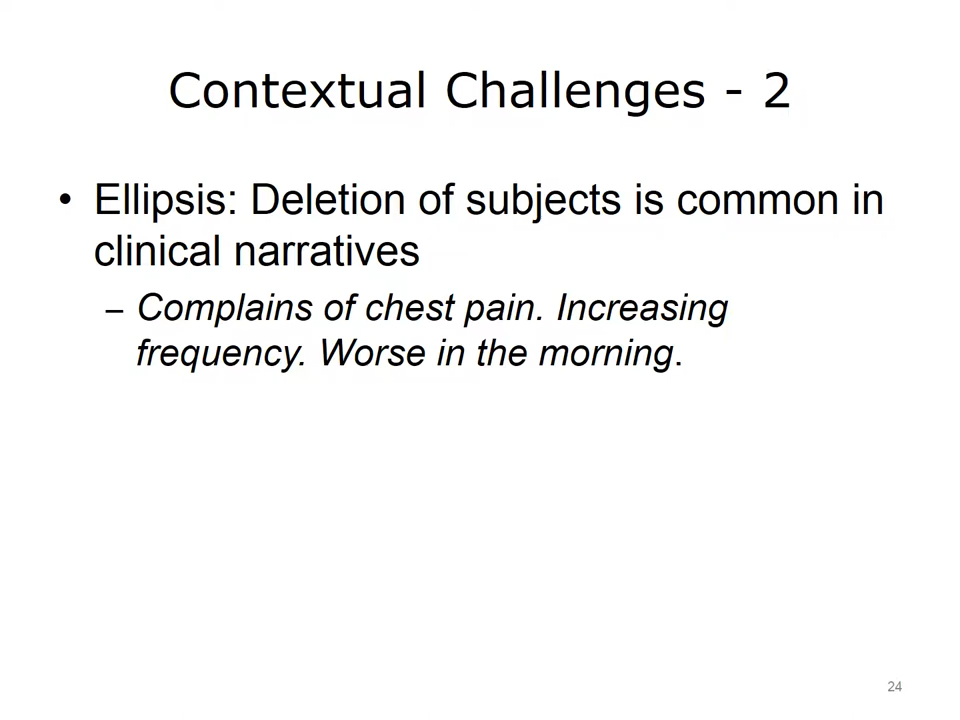 Contextual Challenges - 2
• Ellipsis: Deletion of subjects is common in
clinical narratives
– Complains of chest pain. Increasing
frequency. Worse in the morning.
24